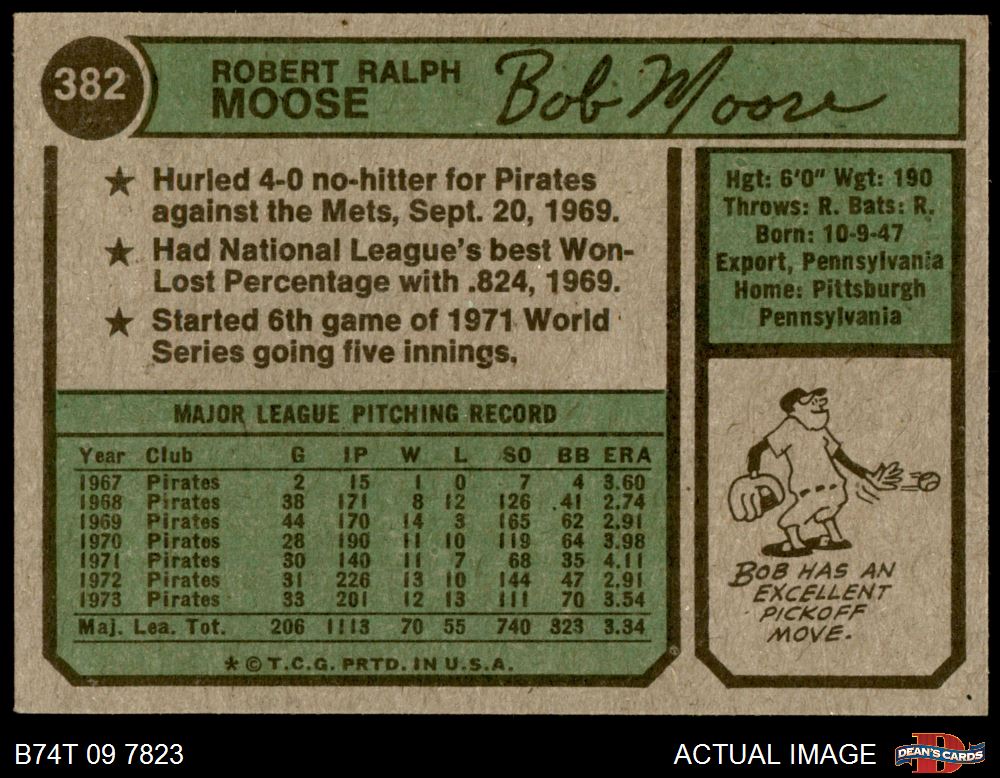 382
ROBERT RALPH
MOOSE
Bob Moose
★ Hurled 4-0 no-hitter for Pirates
against the Mets, Sept. 20, 1969.
★ Had National League's best Won-
Lost Percentage with .824, 1969.
★ Started 6th game of 1971 World
Series going five innings.
Hgt: 6'0" Wgt: 190
Throws: R. Bats: R.
Born: 10-9-47
Export, Pennsylvania
Home: Pittsburgh
Pennsylvania
MAJOR LEAGUE PITCHING RECORD
Year Club G IP W L SO BB ERA
1967 Pirates 2 15 1 0 7 4 3.60
1968 Pirates 38 171 8 12 126 41 2.74
1969 Pirates 44 170 14 3 165 62 2.91
1970 Pirates 28 190 11 10 119 64 3.98
1971 Pirates 30 140 11 7 68 35 4.11
1972 Pirates 31 226 13 10 144 47 2.91
1973 Pirates 33 201 12 13 111 70 3.54
Maj. Lea. Tot. 206 1113 70 55 740 323 3.34
★ © T.C.G. PRTD. IN U.S.A.
BOB HAS AN
EXCELLENT
PICKOFF
MOVE.
B74T 09 7823
ACTUAL IMAGE
DEAN'S CARDS